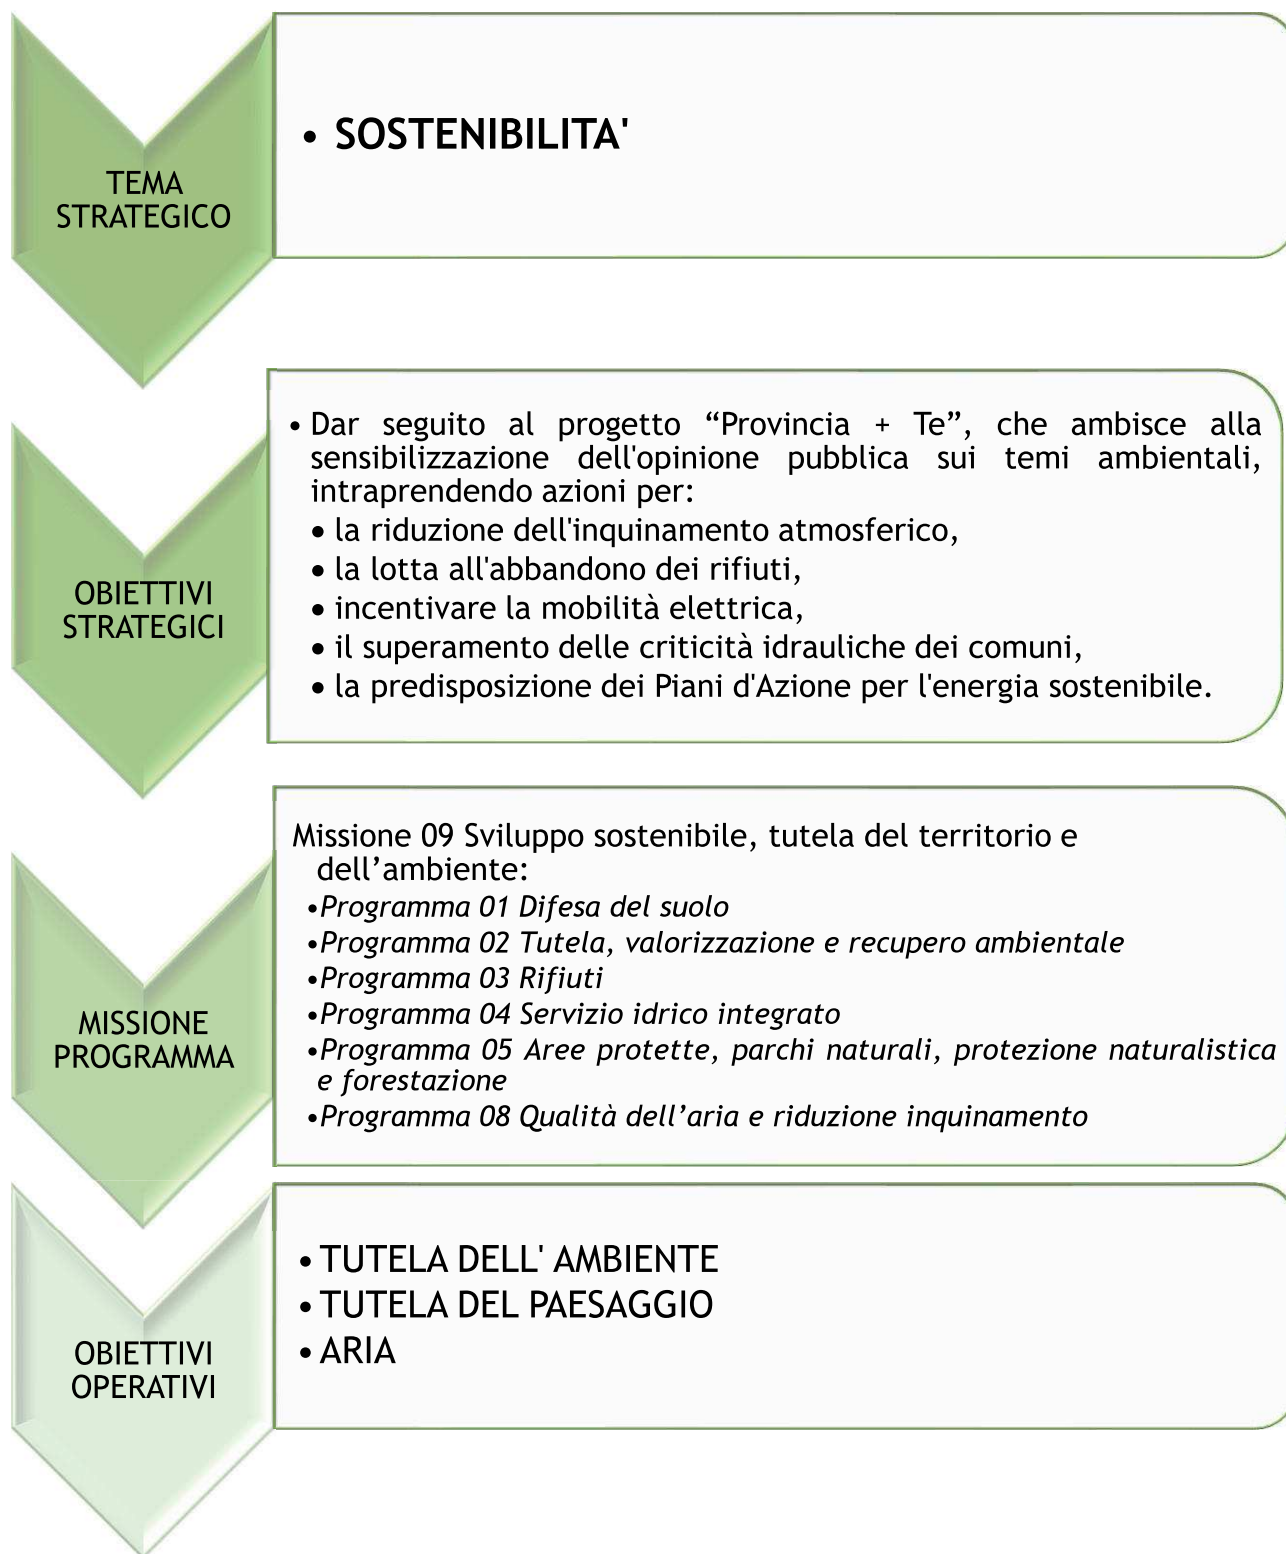 TEMA
STRATEGICO
• SOSTENIBILITA'
OBIETTIVI
STRATEGICI
• Dar seguito al progetto “Provincia + Te”, che ambisce alla
sensibilizzazione dell'opinione pubblica sui temi ambientali,
intraprendendo azioni per:
• la riduzione dell'inquinamento atmosferico,
• la lotta all'abbandono dei rifiuti,
• incentivare la mobilità elettrica,
• il superamento delle criticità idrauliche dei comuni,
• la predisposizione dei Piani d'Azione per l'energia sostenibile.
MISSIONE
PROGRAMMA
Missione 09 Sviluppo sostenibile, tutela del territorio e
dell’ambiente:
•Programma 01 Difesa del suolo
•Programma 02 Tutela, valorizzazione e recupero ambientale
•Programma 03 Rifiuti
•Programma 04 Servizio idrico integrato
•Programma 05 Aree protette, parchi naturali, protezione naturalistica
e forestazione
•Programma 08 Qualità dell’aria e riduzione inquinamento
OBIETTIVI
OPERATIVI
• TUTELA DELL' AMBIENTE
• TUTELA DEL PAESAGGIO
• ARIA